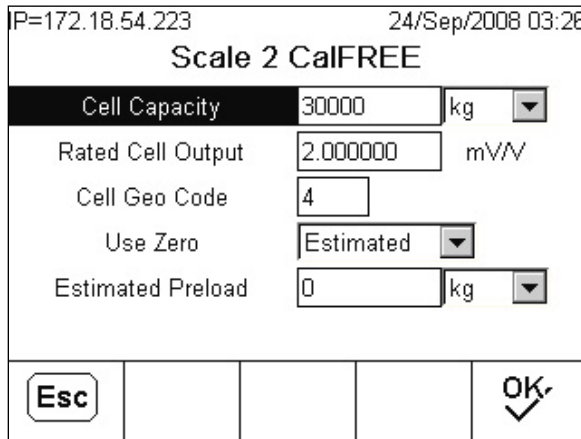 IP=172.18.54.223 24/Sep/2008 03:26
Scale 2 CalFREE
Cell Capacity 30000 kg
Rated Cell Output 2.000000 mV/V
Cell Geo Code 4
Use Zero Estimated
Estimated Preload 0 kg
Esc OK